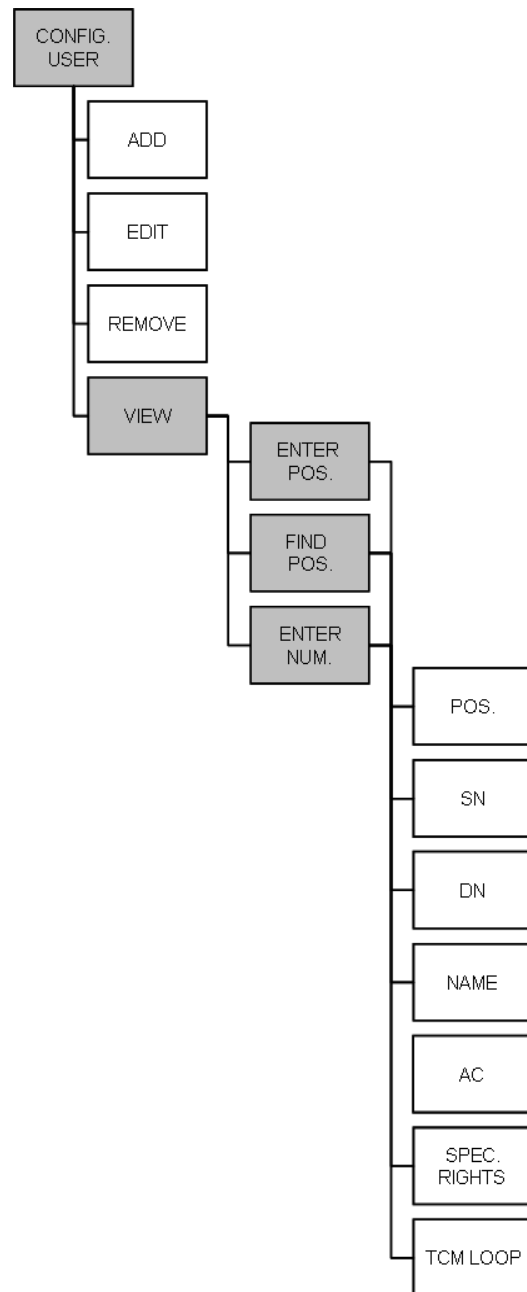 CONFIG.
USER
ADD
EDIT
REMOVE
VIEW
ENTER
POS.
FIND
POS.
ENTER
NUM.
POS.
SN
DN
NAME
AC
SPEC.
RIGHTS
TCM LOOP